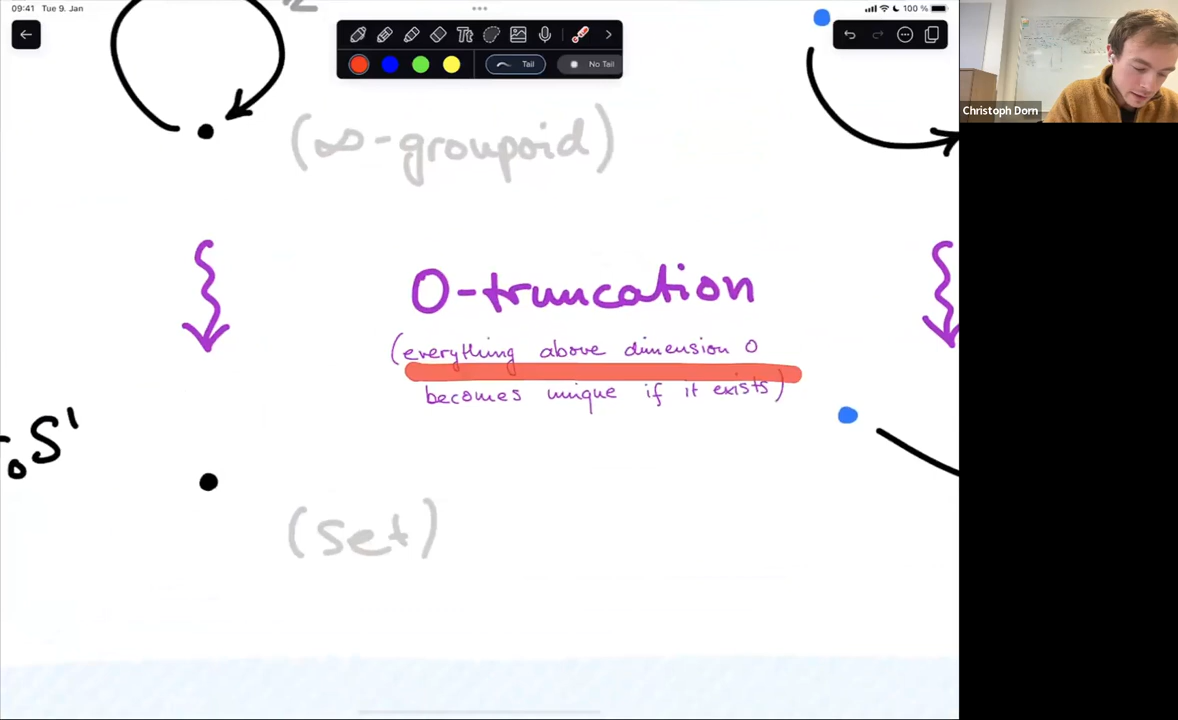 09:41 Tue 9. Jan
100 %
Tail
No Tail
Christoph Dorn
(∞-groupoid)
0-truncation
(everything above dimension 0
becomes unique if it exists)
S¹
(set)